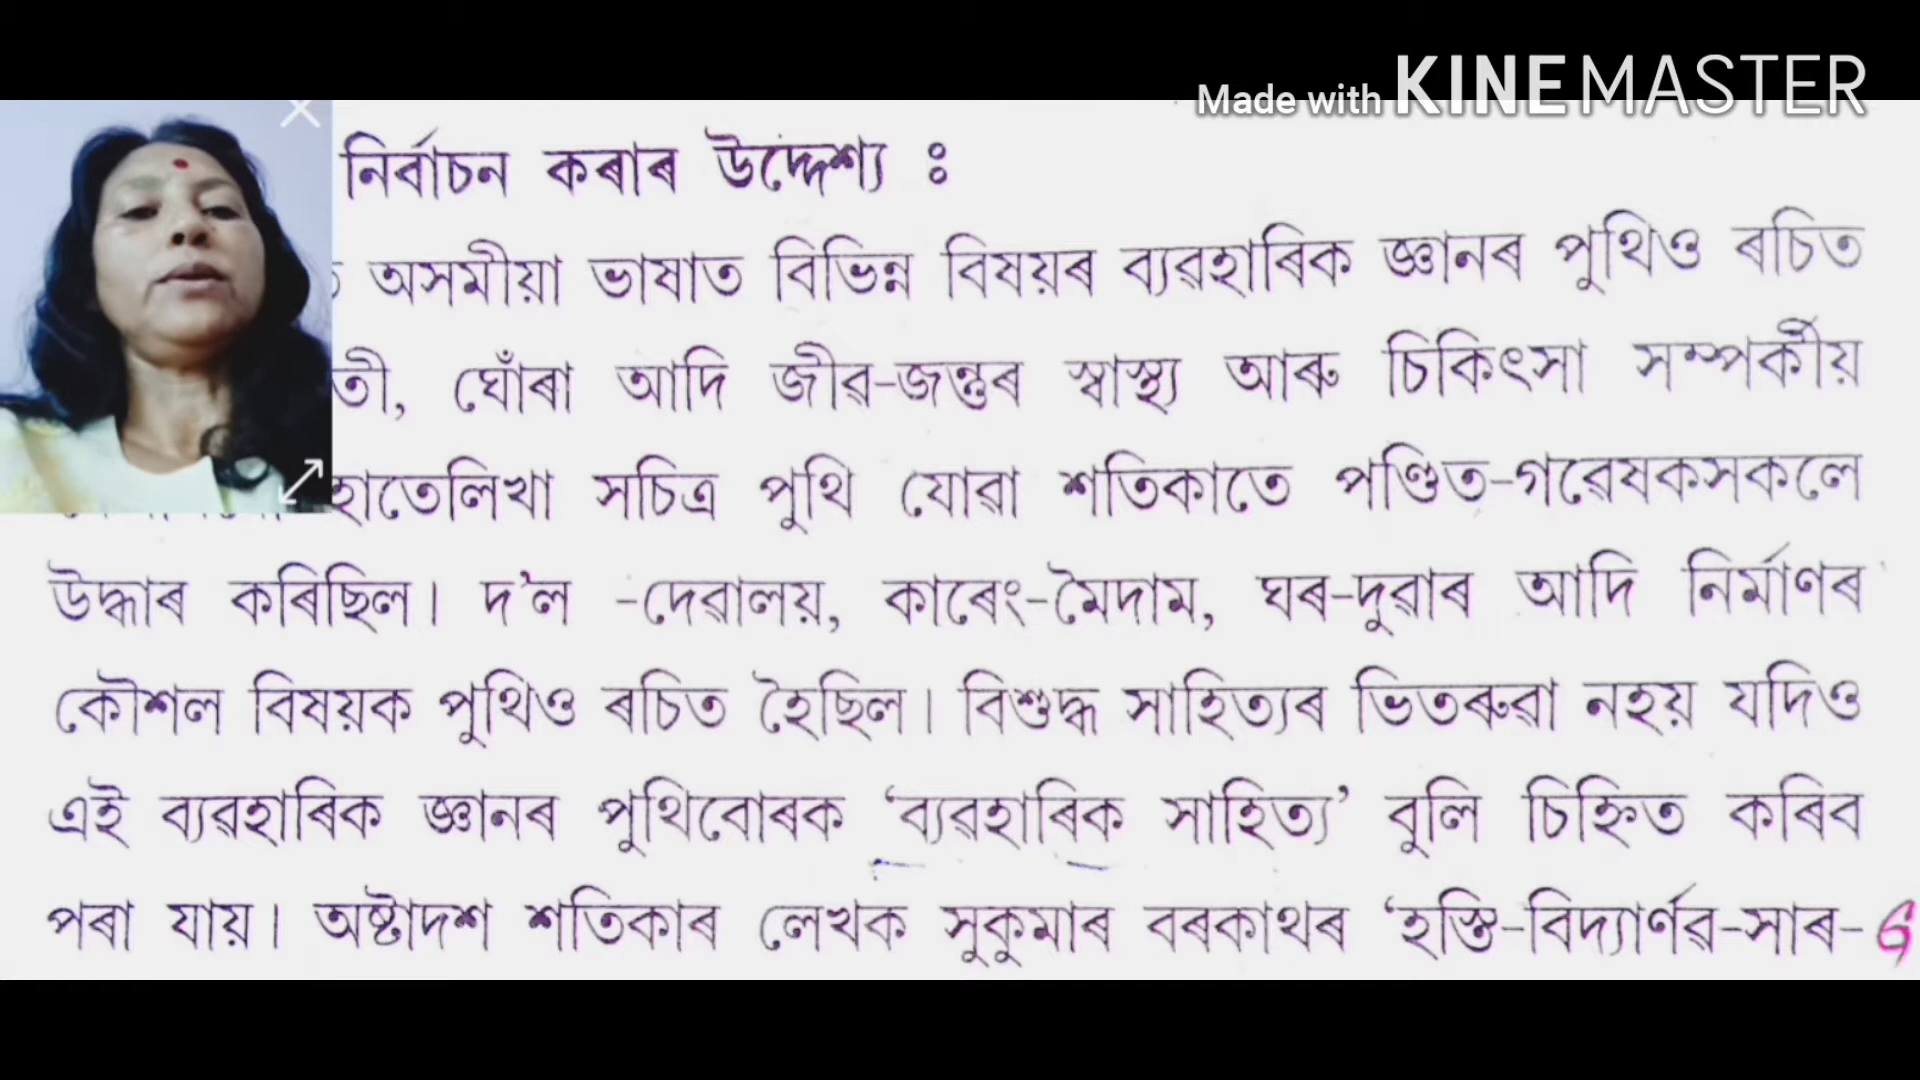 Made with KINEMASTER
নিৰ্বাচন কৰাৰ উদ্দেশ্য :
অসমীয়া ভাষাত বিভিন্ন বিষয়ৰ ব্যৱহাৰিক জ্ঞানৰ পুথিও ৰচিত
তী, ঘোঁৰা আদি জীৱ-জন্তুৰ স্বাস্থ্য আৰু চিকিৎসা সম্পৰ্কীয়
হাতেলিখা সচিত্ৰ পুথি যোৱা শতিকাতে পণ্ডিত-গৱেষকসকলে
উদ্ধাৰ কৰিছিল। দ'ল -দেৱালয়, কাৰেং-মৈদাম, ঘৰ-দুৱাৰ আদি নিৰ্মাণৰ
কৌশল বিষয়ক পুথিও ৰচিত হৈছিল। বিশুদ্ধ সাহিত্যৰ ভিতৰুৱা নহয় যদিও
এই ব্যৱহাৰিক জ্ঞানৰ পুথিবোৰক ‘ব্যৱহাৰিক সাহিত্য’ বুলি চিহ্নিত কৰিব
পৰা যায়। অষ্টাদশ শতিকাৰ লেখক সুকুমাৰ বৰকাথৰ ‘হস্তি-বিদ্যাৰ্ণৱ-সাৰ-